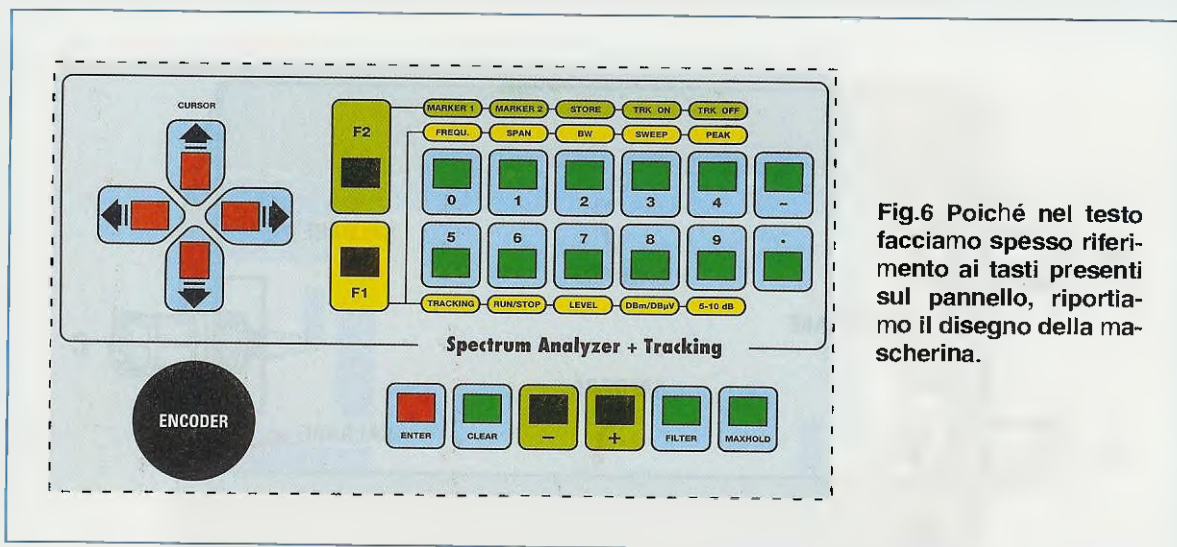 CURSOR
F2
MARKER 1 MARKER 2 STORE TRK ON TRK OFF
FREQU. SPAN BW SWEEP PEAK
0 1 2 3 4 –
5 6 7 8 9 .
F1
TRACKING RUN/STOP LEVEL DBm/DBµV 5-10 dB
Spectrum Analyzer + Tracking
ENCODER
ENTER CLEAR – + FILTER MAXHOLD
Fig.6 Poiché nel testo
facciamo spesso riferi-
mento ai tasti presenti
sul pannello, riportia-
mo il disegno della ma-
scherina.